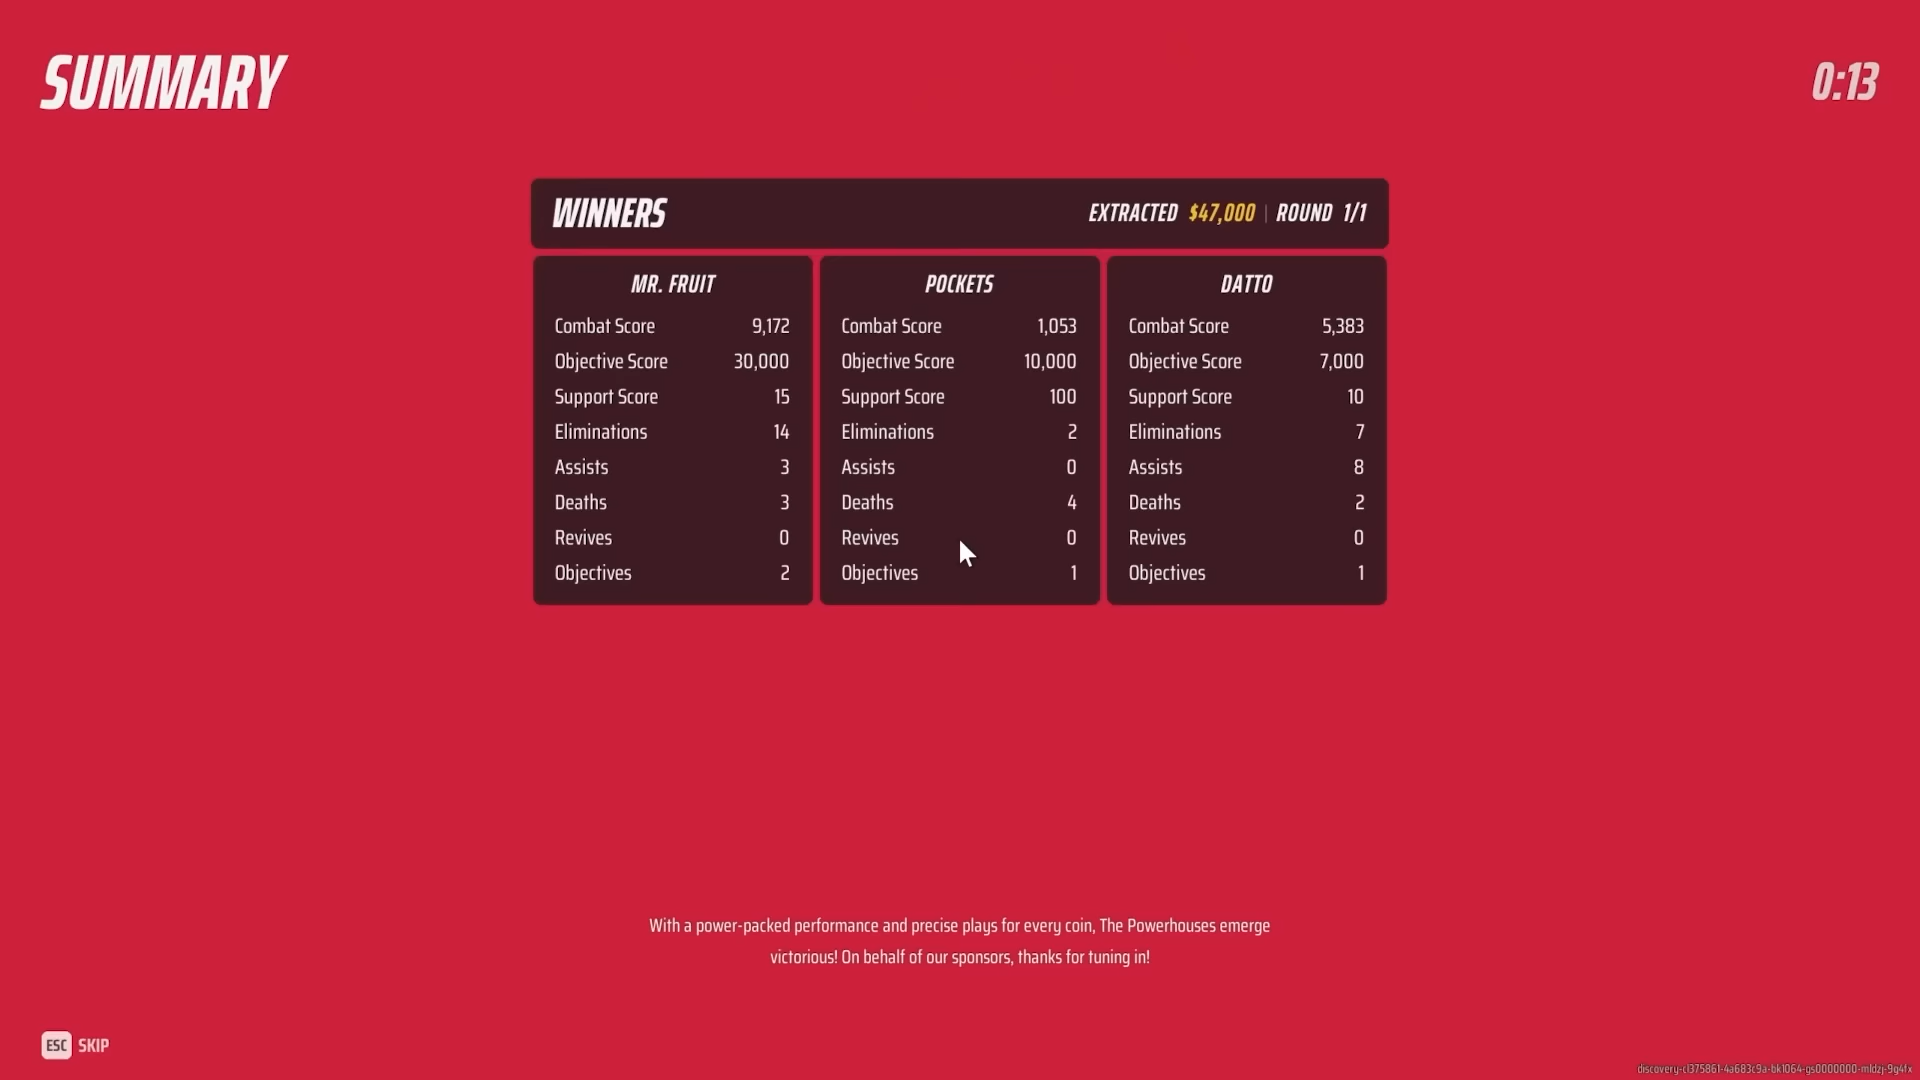 SUMMARY
0:13
WINNERS
EXTRACTED $47,000 | ROUND 1/1
MR. FRUIT
Combat Score 9,172
Objective Score 30,000
Support Score 15
Eliminations 14
Assists 3
Deaths 3
Revives 0
Objectives 2
POCKETS
Combat Score 1,053
Objective Score 10,000
Support Score 100
Eliminations 2
Assists 0
Deaths 4
Revives 0
Objectives 1
DATTO
Combat Score 5,383
Objective Score 7,000
Support Score 10
Eliminations 7
Assists 8
Deaths 2
Revives 0
Objectives 1
With a power-packed performance and precise plays for every coin, The Powerhouses emerge
victorious! On behalf of our sponsors, thanks for tuning in!
ESC SKIP